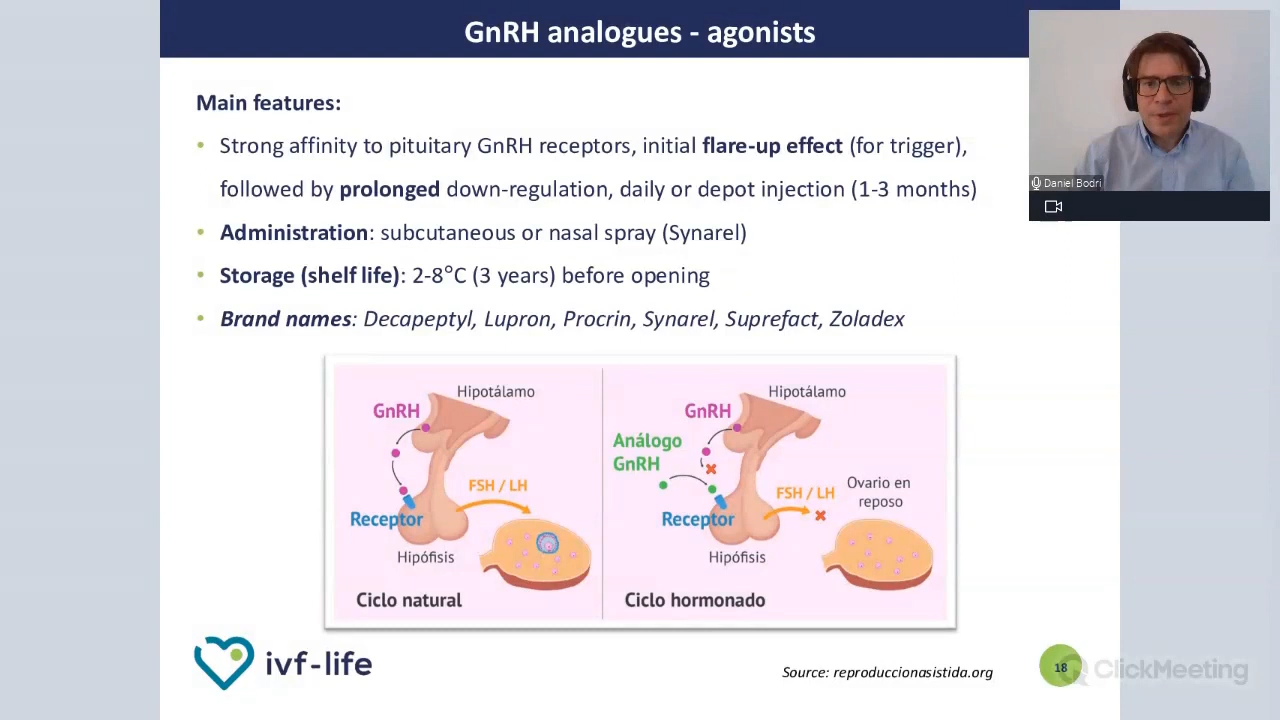 GnRH analogues - agonists
Main features:
• Strong affinity to pituitary GnRH receptors, initial flare-up effect (for trigger),
followed by prolonged down-regulation, daily or depot injection (1-3 months)
• Administration: subcutaneous or nasal spray (Synarel)
• Storage (shelf life): 2-8°C (3 years) before opening
• Brand names: Decapeptyl, Lupron, Procrin, Synarel, Suprefact, Zoladex
Daniel Bodri
Hipotálamo
GnRH
FSH / LH
Receptor
Hipófisis
Ciclo natural
Hipotálamo
GnRH
Análogo
GnRH
FSH / LH
Ovario en
reposo
Receptor
Hipófisis
Ciclo hormonado
ivf-life
Source: reproduccionasistida.org
18
ClickMeeting